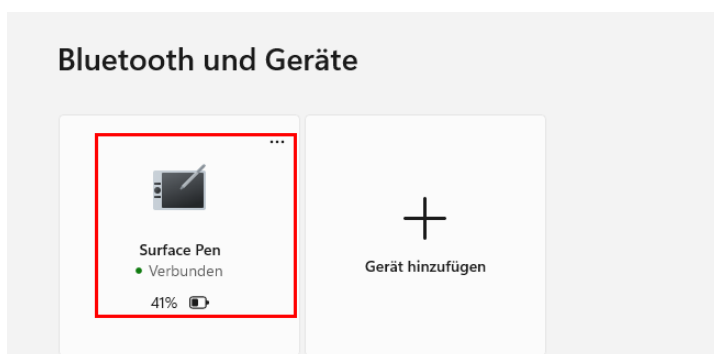 Bluetooth und Geräte
...
Surface Pen
Verbunden
41%
Gerät hinzufügen